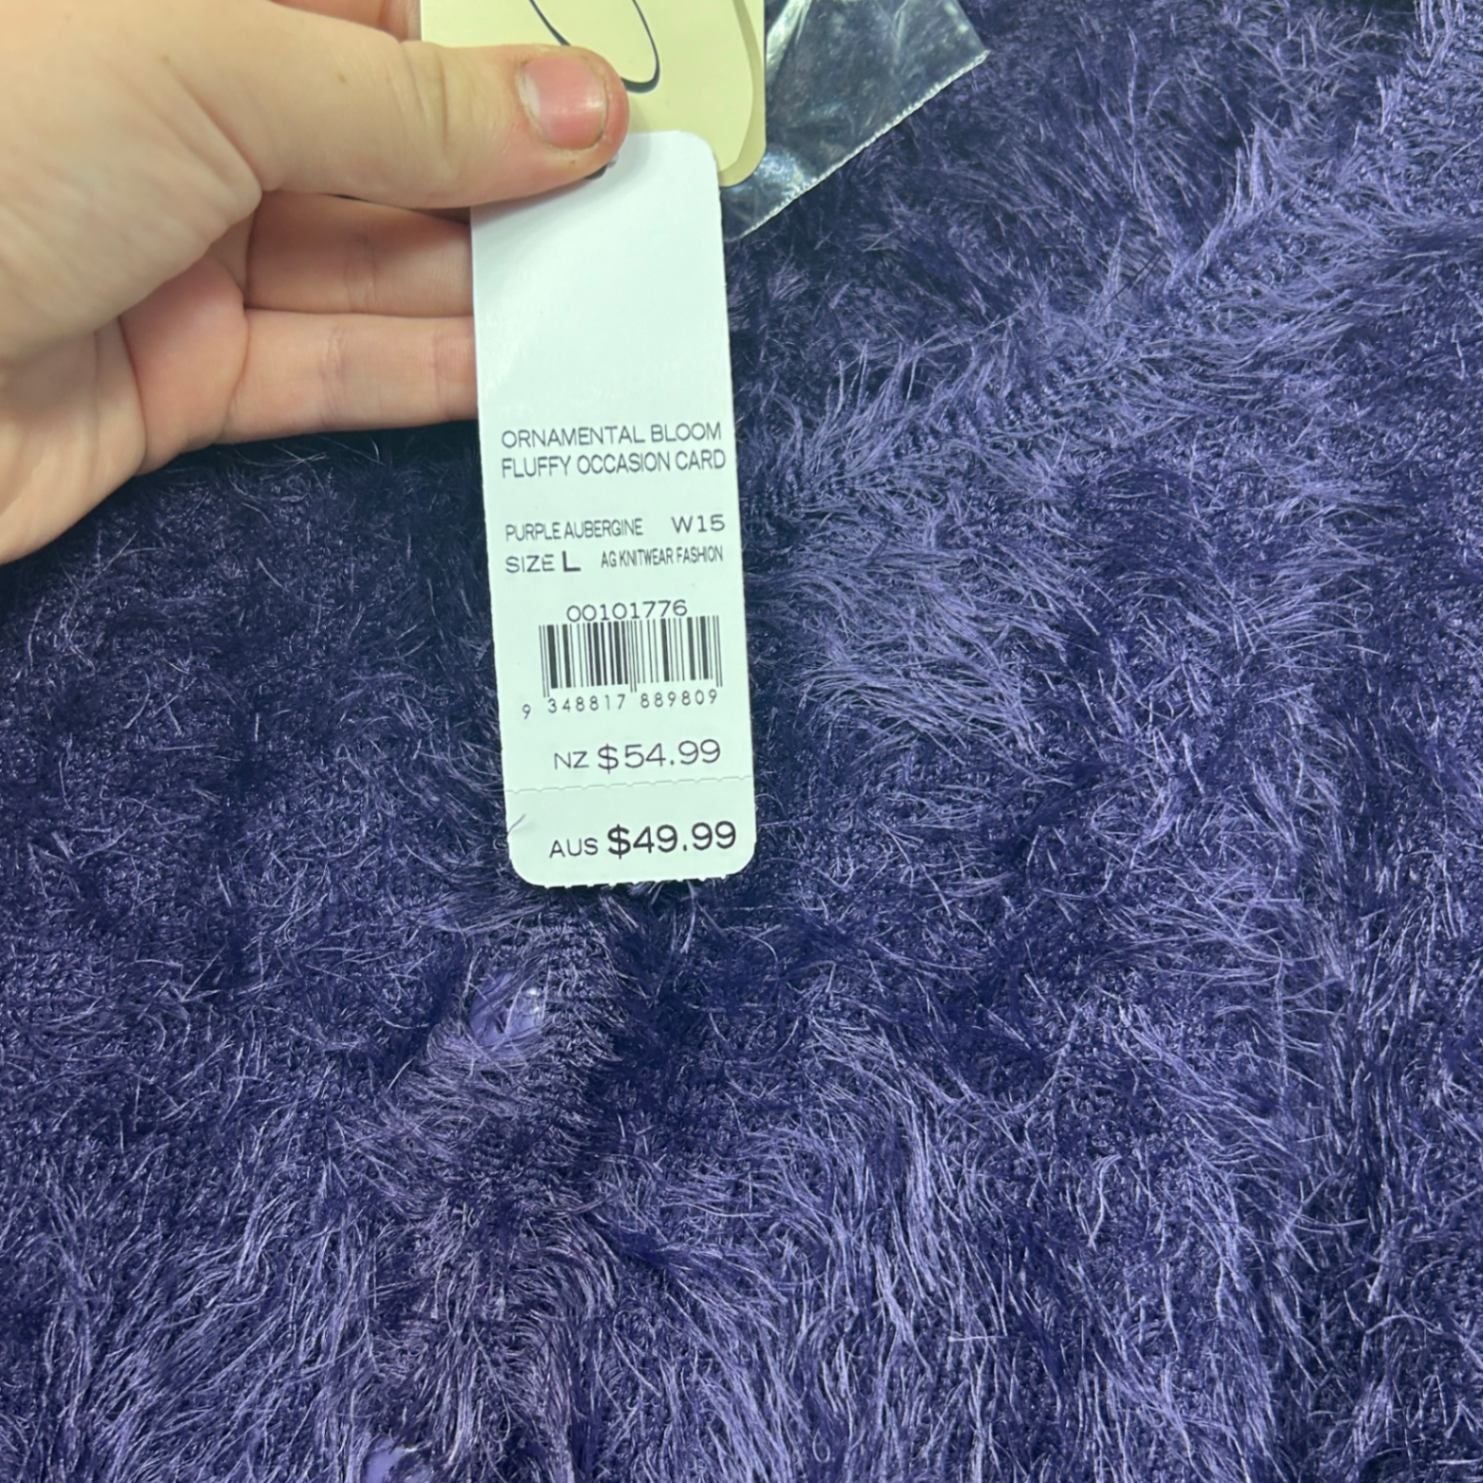 ORNAMENTAL BLOOM
FLUFFY OCCASION CARD
PURPLE AUBERGINE W15
SIZE L AG KNITWEAR FASHION
00101776
9 348817 889809
NZ $54.99
AUS $49.99